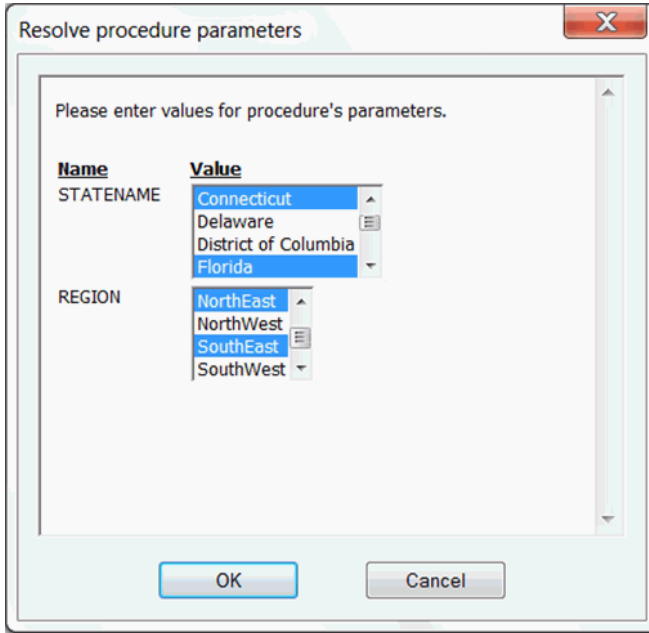 Resolve procedure parameters
Please enter values for procedure's parameters.
Name Value
STATENAME Connecticut
Delaware
District of Columbia
Florida
REGION NorthEast
NorthWest
SouthEast
SouthWest
OK Cancel